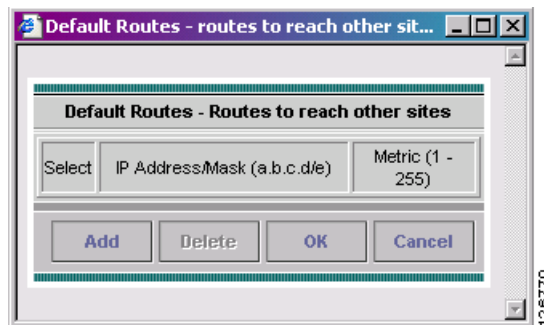 Default Routes - routes to reach other sit...
Default Routes - Routes to reach other sites
Select
IP Address/Mask (a.b.c.d/e)
Metric (1 -
255)
Add
Delete
OK
Cancel